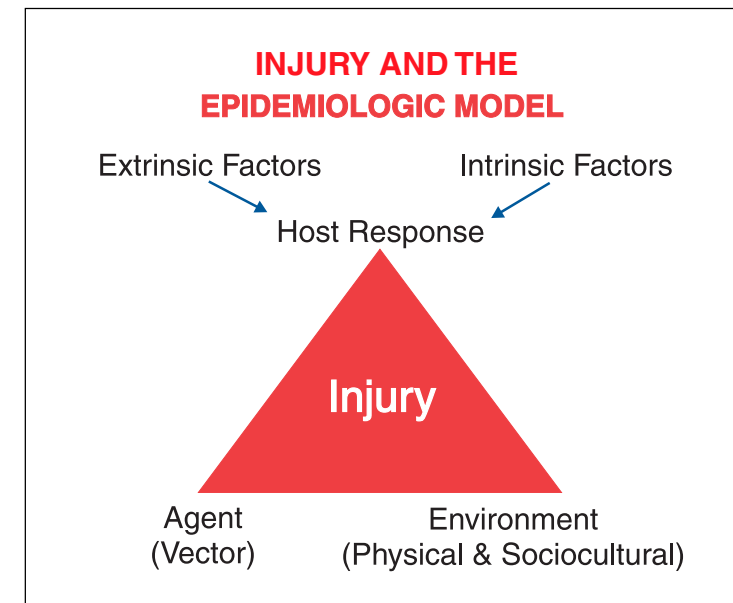 INJURY AND THE
EPIDEMIOLOGIC MODEL
Extrinsic Factors
Intrinsic Factors
Host Response
Injury
Agent
(Vector)
Environment
(Physical & Sociocultural)